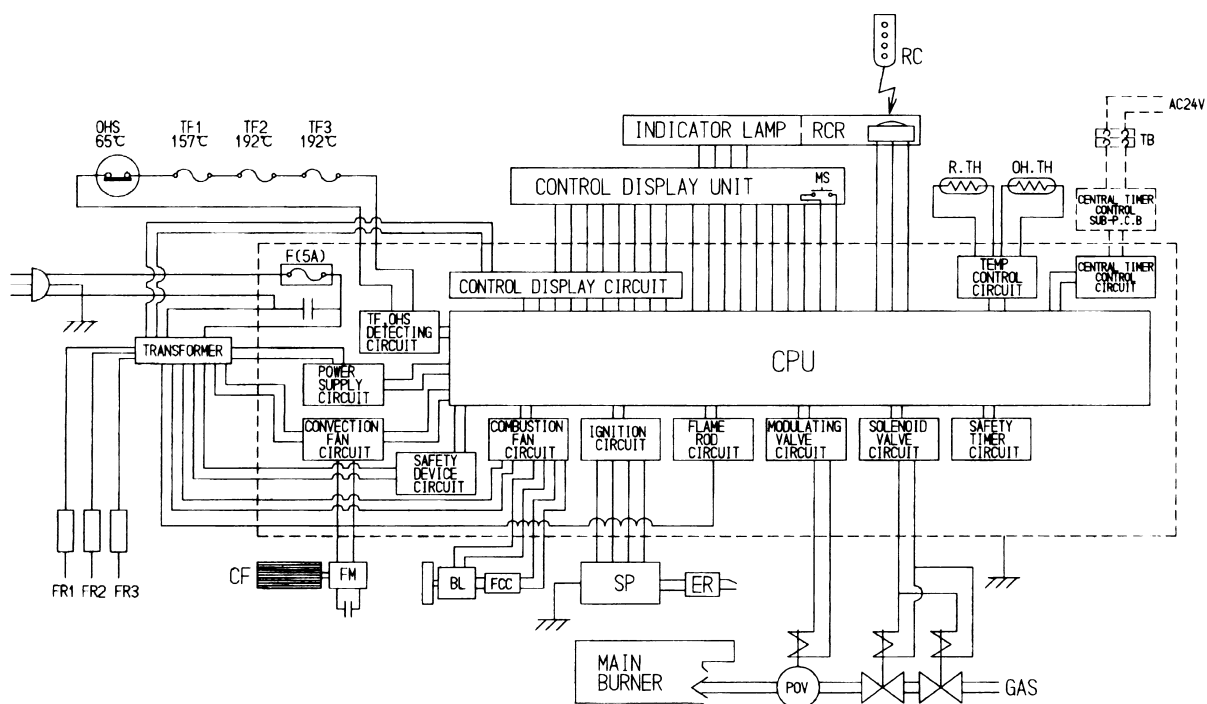 RC
INDICATOR LAMP
RCR
AC24V
TB
OHS
65℃
TF1
157℃
TF2
192℃
TF3
192℃
CONTROL DISPLAY UNIT
MS
R.TH
OH.TH
CENTRAL TIMER
CONTROL
SUB-P.C.B
F(5A)
CONTROL DISPLAY CIRCUIT
TEMP
CONTROL
CIRCUIT
CENTRAL TIMER
CONTROL
CIRCUIT
TF,OHS
DETECTING
CIRCUIT
TRANSFORMER
CPU
POWER
SUPPLY
CIRCUIT
CONVECTION
FAN
CIRCUIT
SAFETY
DEVICE
CIRCUIT
COMBUSTION
FAN
CIRCUIT
IGNITION
CIRCUIT
FLAME
ROD
CIRCUIT
MODULATING
VALVE
CIRCUIT
SOLENOID
VALVE
CIRCUIT
SAFETY
TIMER
CIRCUIT
FR1
FR2
FR3
CF
FM
BL
FCC
SP
ER
MAIN
BURNER
POV
GAS